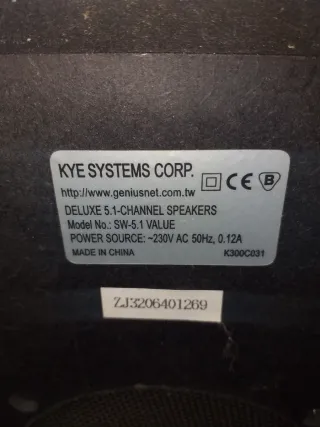 KYE SYSTEMS CORP.
http://www.geniusnet.com.tw
CE B
DELUXE 5.1-CHANNEL SPEAKERS
Model No.: SW-5.1 VALUE
POWER SOURCE: ~230V AC 50Hz, 0.12A
MADE IN CHINA K300C031
ZJ3206401269